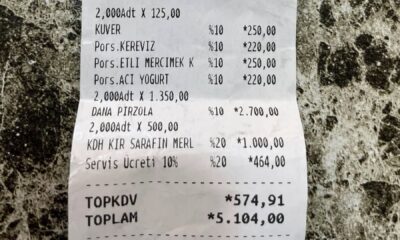 2,000Adt X 125,00
KUVER %10 *250,00
Pors.KEREVIZ %10 *220,00
Pors.ETLI MERCIMEK K %10 *250,00
Pors.ACI YOGURT %10 *220,00
2,000Adt X 1.350,00
DANA PIRZOLA %10 *2.700,00
2,000Adt X 500,00
KDH KIR SARAFIN MERL %20 *1.000,00
Servis Ücreti 10% %20 *464,00
TOPKDV *574,91
TOPLAM *5.104,00